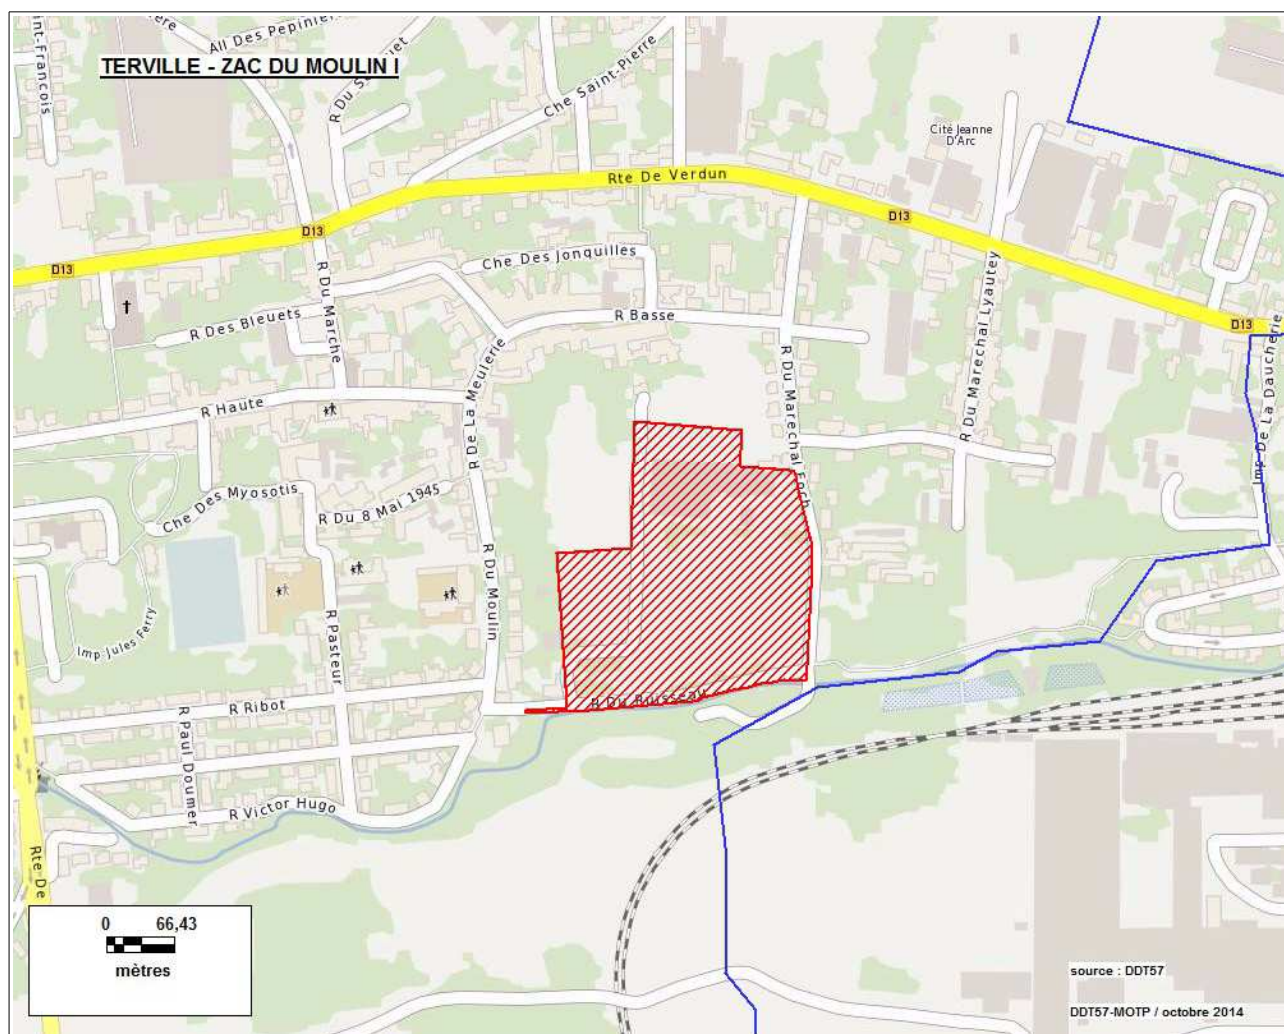 TERVILLE - ZAC DU MOULIN I
All Des Pepinie
Che Saint-Pierre
Cité Jeanne
D'Arc
Rte De Verdun
D13
D13
D13
D13
Che Des Jonquilles
R Du Marche
R Des Bleuets
R Basse
R De La Meulerie
R Du Marechal Lyautey
R Du Marechal Foch
Imp De La Daucherie
R Haute
Che Des Myosotis
R Du 8 Mai 1945
R Du Moulin
R Pasteur
Imp Jules Ferry
R Du Ruisseau
R Ribot
R Paul Doumer
R Victor Hugo
Rte De
0 66,43
mètres
source : DDT57
DDT57-MOTP / octobre 2014